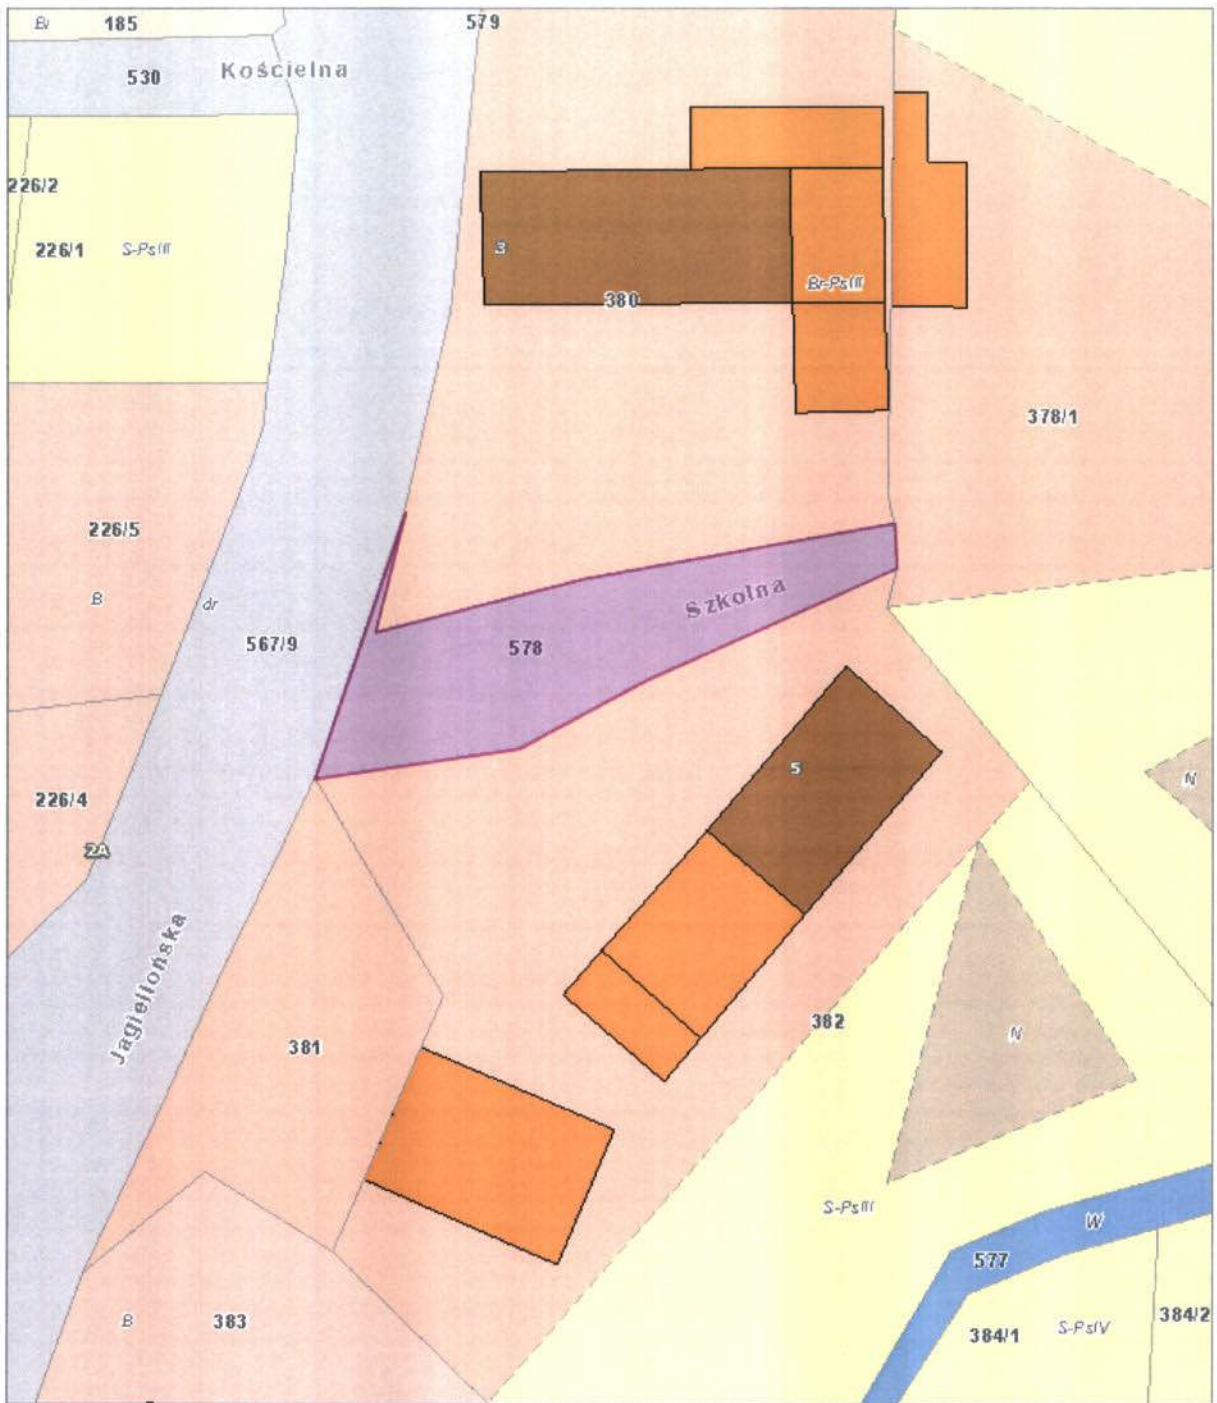 Br
185
579
530
Kościelna
226/2
226/1
S-PsIII
3
380
Br-PsIII
378/1
226/5
B
dr
567/9
578
Szkolna
226/4
2A
5
N
Jagiellońska
381
382
N
S-PsIII
W
577
B
383
384/1
S-PsIV
384/2